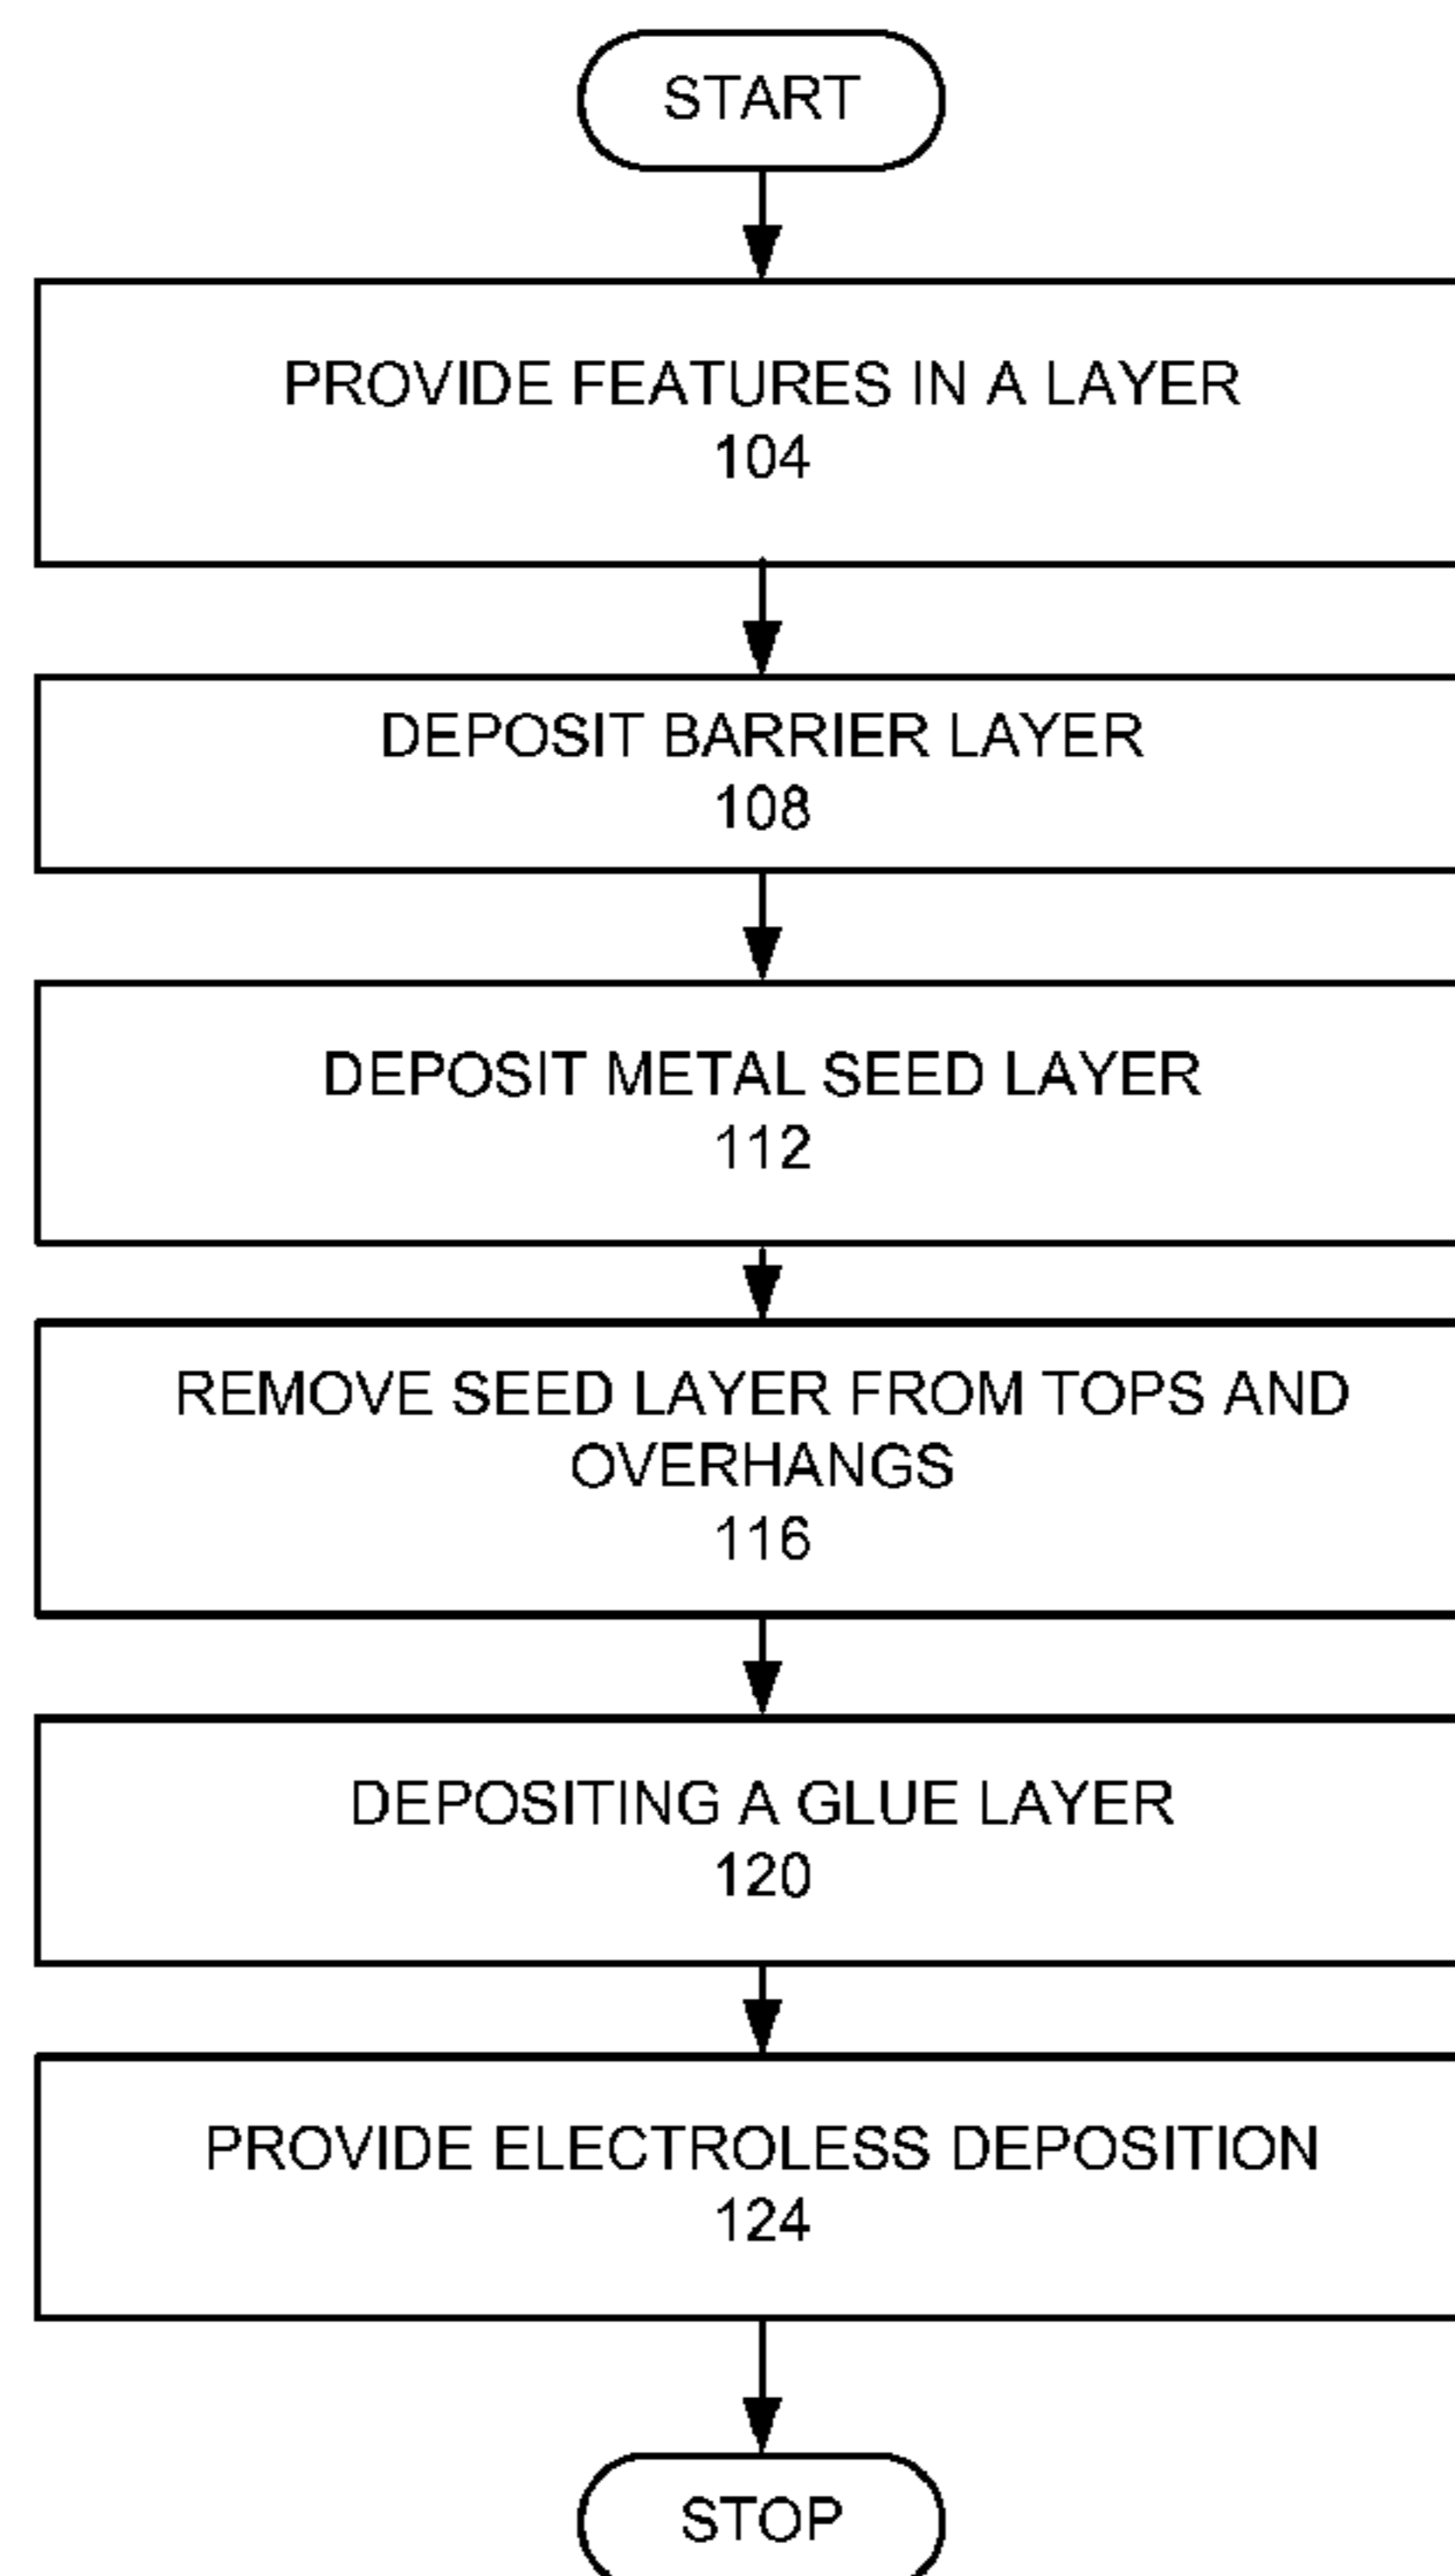 START
PROVIDE FEATURES IN A LAYER
104
DEPOSIT BARRIER LAYER
108
DEPOSIT METAL SEED LAYER
112
REMOVE SEED LAYER FROM TOPS AND
OVERHANGS
116
DEPOSITING A GLUE LAYER
120
PROVIDE ELECTROLESS DEPOSITION
124
STOP